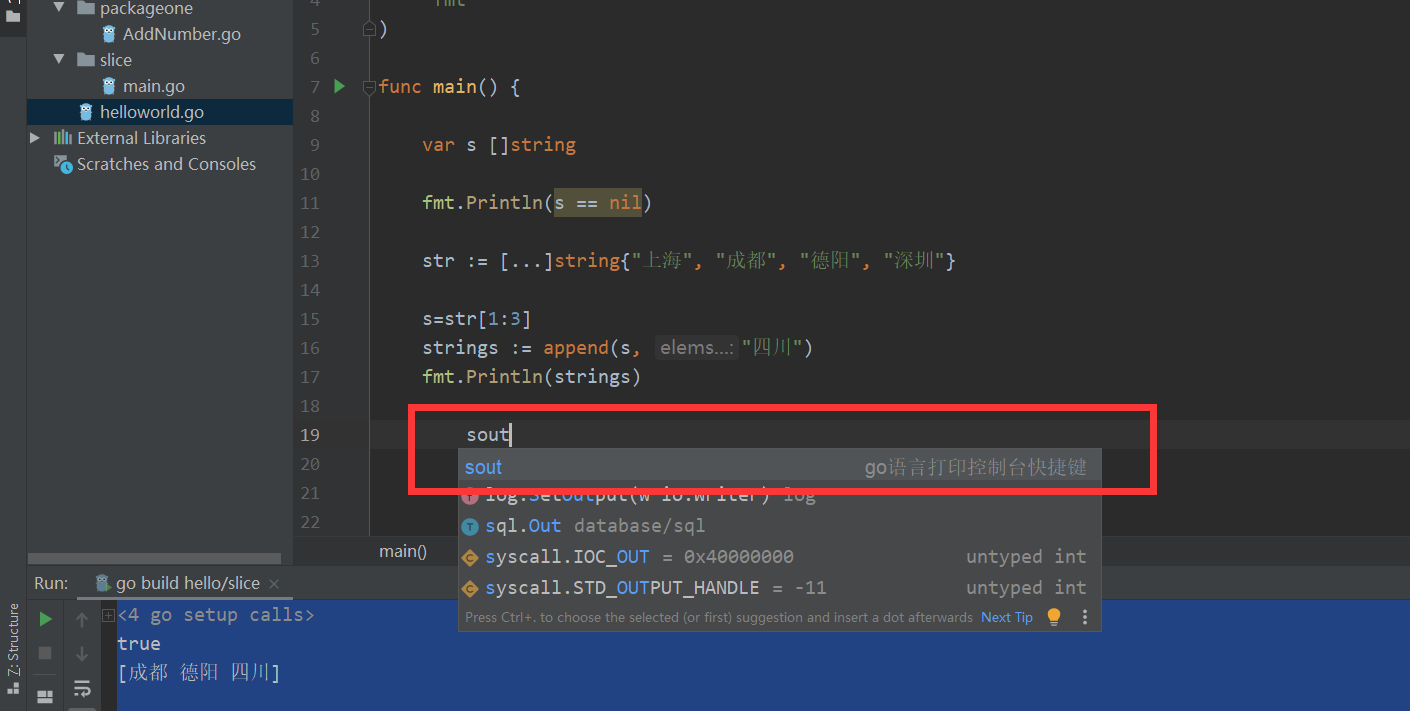 packageone
AddNumber.go
slice
main.go
helloworld.go
External Libraries
Scratches and Consoles
4
5 )
6
7 func main() {
8
9 var s []string
10
11 fmt.Println(s == nil)
12
13 str := [...]string{"上海", "成都", "德阳", "深圳"}
14
15 s=str[1:3]
16 strings := append(s, elems...: "四川")
17 fmt.Println(strings)
18
19 sout
20
21
22
sout go语言打印控制台快捷键
log.SetOutput(w io.Writer) log
sql.Out database/sql
syscall.IOC_OUT = 0x40000000 untyped int
syscall.STD_OUTPUT_HANDLE = -11 untyped int
Press Ctrl+. to choose the selected (or first) suggestion and insert a dot afterwards Next Tip
main()
Run: go build hello/slice
<4 go setup calls>
true
[成都 德阳 四川]
Z: Structure